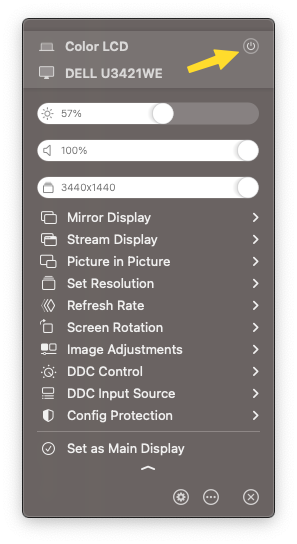 Color LCD
DELL U3421WE
57%
100%
3440x1440
Mirror Display
Stream Display
Picture in Picture
Set Resolution
Refresh Rate
Screen Rotation
Image Adjustments
DDC Control
DDC Input Source
Config Protection
Set as Main Display